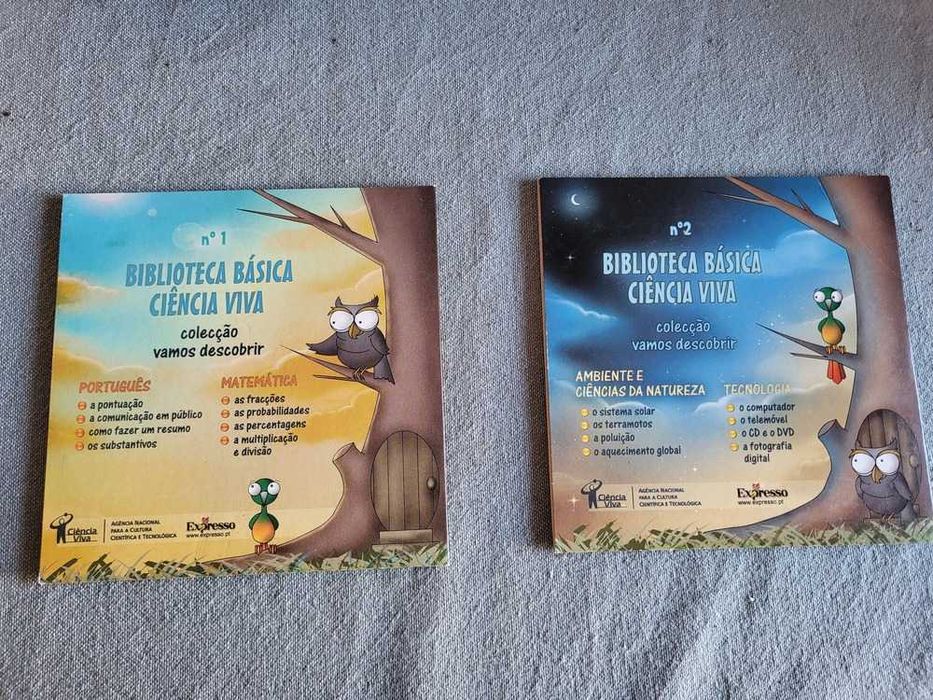 nº 1
BIBLIOTECA BÁSICA
CIÊNCIA VIVA
colecção
vamos descobrir
PORTUGUÊS
a pontuação
a comunicação em público
como fazer um resumo
os substantivos
MATEMÁTICA
as fracções
as probabilidades
as percentagens
a multiplicação
e divisão
Ciência
Viva
AGÊNCIA NACIONAL
PARA A CULTURA
CIENTÍFICA E TECNOLÓGICA
Expresso
www.expresso.pt
nº2
BIBLIOTECA BÁSICA
CIÊNCIA VIVA
colecção
vamos descobrir
AMBIENTE E
CIÊNCIAS DA NATUREZA
o sistema solar
os terramotos
a poluição
o aquecimento global
TECNOLOGIA
o computador
o telemóvel
o CD e o DVD
a fotografia
digital
Ciência
Viva
AGÊNCIA NACIONAL
PARA A CULTURA
CIENTÍFICA E TECNOLÓGICA
Expresso
www.expresso.pt